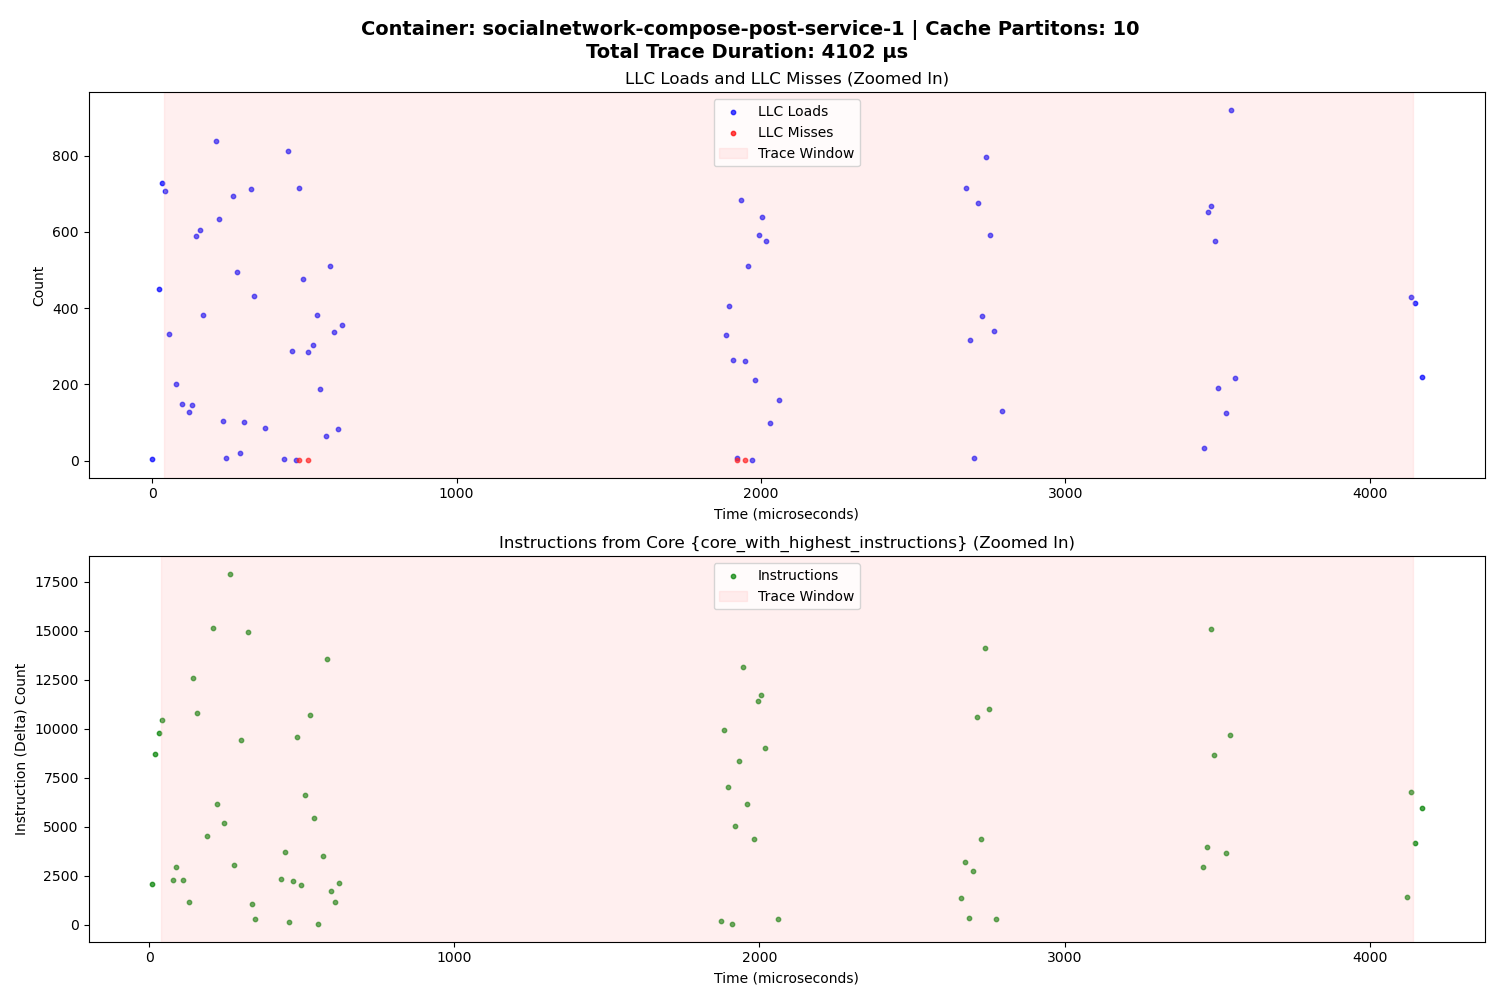 Container: socialnetwork-compose-post-service-1 | Cache Partitons: 10
Total Trace Duration: 4102 µs
LLC Loads and LLC Misses (Zoomed In)
LLC Loads
LLC Misses
Trace Window
800
600
400
200
0
Count
0 1000 2000 3000 4000
Time (microseconds)
Instructions from Core {core_with_highest_instructions} (Zoomed In)
Instructions
Trace Window
17500
15000
12500
10000
7500
5000
2500
0
Instruction (Delta) Count
0 1000 2000 3000 4000
Time (microseconds)